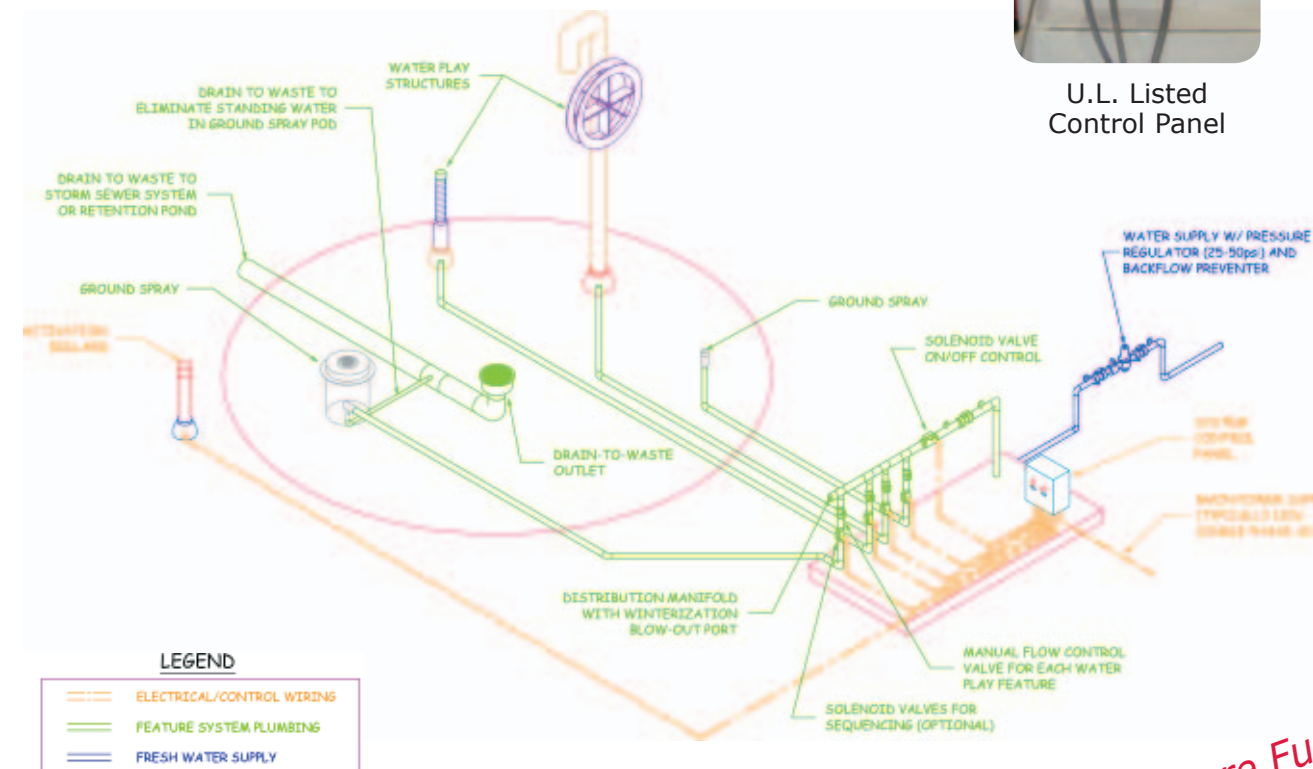 U.L. Listed
Control Panel
WATER PLAY
STRUCTURES
DRAIN TO WASTE TO
ELIMINATE STANDING WATER
IN GROUND SPRAY POD
DRAIN TO WASTE TO
STORM SEWER SYSTEM
OR RETENTION POND
GROUND SPRAY
WATER SUPPLY W/ PRESSURE
REGULATOR (25-50psi) AND
BACKFLOW PREVENTER
GROUND SPRAY
SOLENOID VALVE
ON/OFF CONTROL
DRAIN-TO-WASTE
OUTLET
PANEL
DISTRIBUTION MANIFOLD
WITH WINTERIZATION
BLOW-OUT PORT
MANUAL FLOW CONTROL
VALVE FOR EACH WATER
PLAY FEATURE
SOLENOID VALVES FOR
SEQUENCING (OPTIONAL)
LEGEND
ELECTRICAL/CONTROL WIRING
FEATURE SYSTEM PLUMBING
FRESH WATER SUPPLY